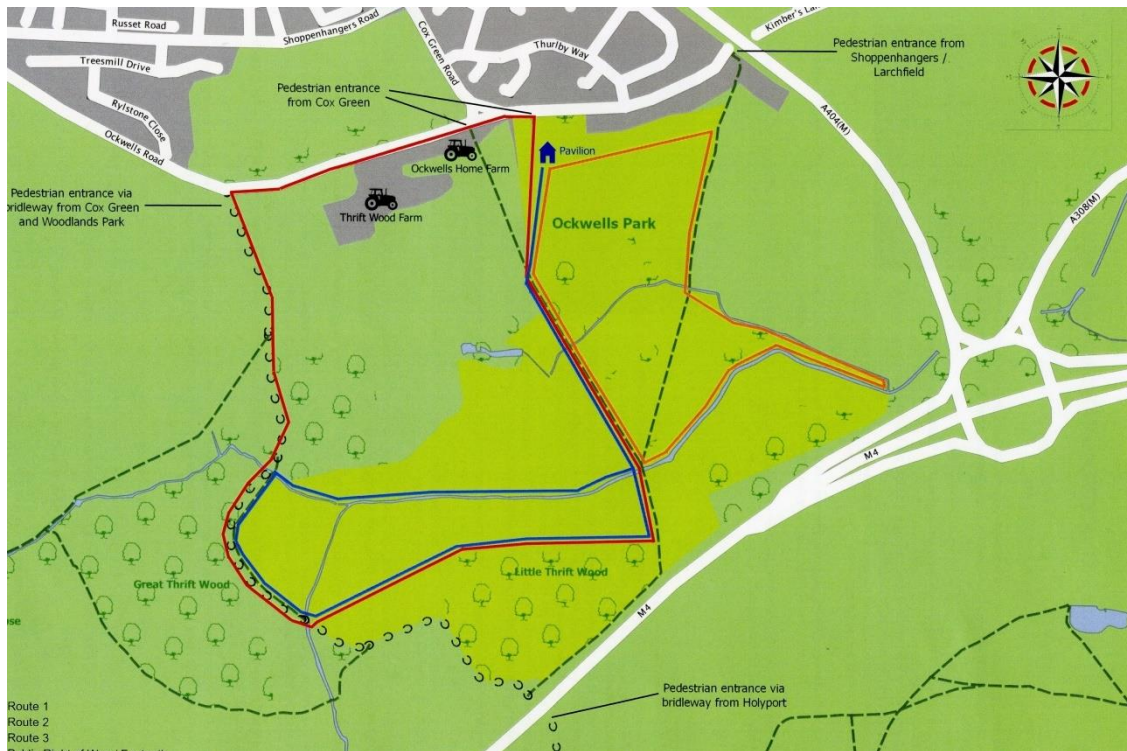 Russet Road
Shoppenhangers Road
Cox Green Road
Kimber's
Treesmill Drive
Thurlby Way
Pedestrian entrance from
Shoppenhangers /
Larchfield
Rylstone Close
Pedestrian entrance
from Cox Green
A404(M)
Ockwells Road
Pavilion
Ockwells Home Farm
Pedestrian entrance via
bridleway from Cox Green
and Woodlands Park
Thrift Wood Farm
Ockwells Park
A308(M)
M4
Great Thrift Wood
Little Thrift Wood
M4
Pedestrian entrance via
bridleway from Holyport
Route 1
Route 2
Route 3